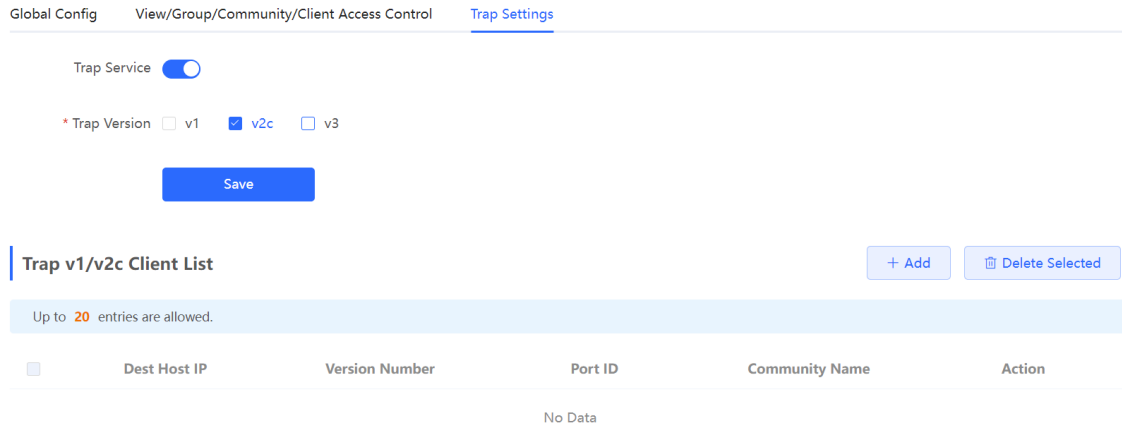 Global Config View/Group/Community/Client Access Control Trap Settings
Trap Service
* Trap Version v1 v2c v3
Save
Trap v1/v2c Client List + Add Delete Selected
Up to 20 entries are allowed.
Dest Host IP Version Number Port ID Community Name Action
No Data